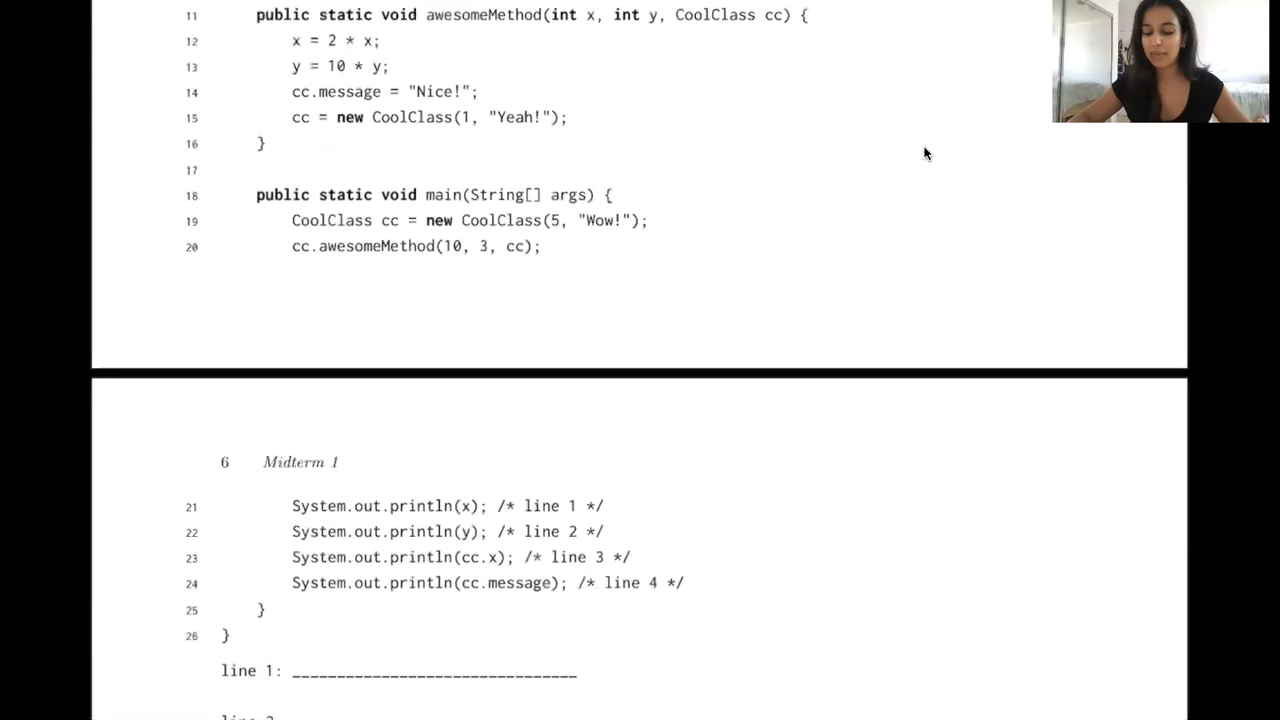 11 public static void awesomeMethod(int x, int y, CoolClass cc) {
12 x = 2 * x;
13 y = 10 * y;
14 cc.message = "Nice!";
15 cc = new CoolClass(1, "Yeah!");
16 }
17
18 public static void main(String[] args) {
19 CoolClass cc = new CoolClass(5, "Wow!");
20 cc.awesomeMethod(10, 3, cc);
6 Midterm 1
21 System.out.println(x); /* line 1 */
22 System.out.println(y); /* line 2 */
23 System.out.println(cc.x); /* line 3 */
24 System.out.println(cc.message); /* line 4 */
25 }
26 }
line 1: ________________________________